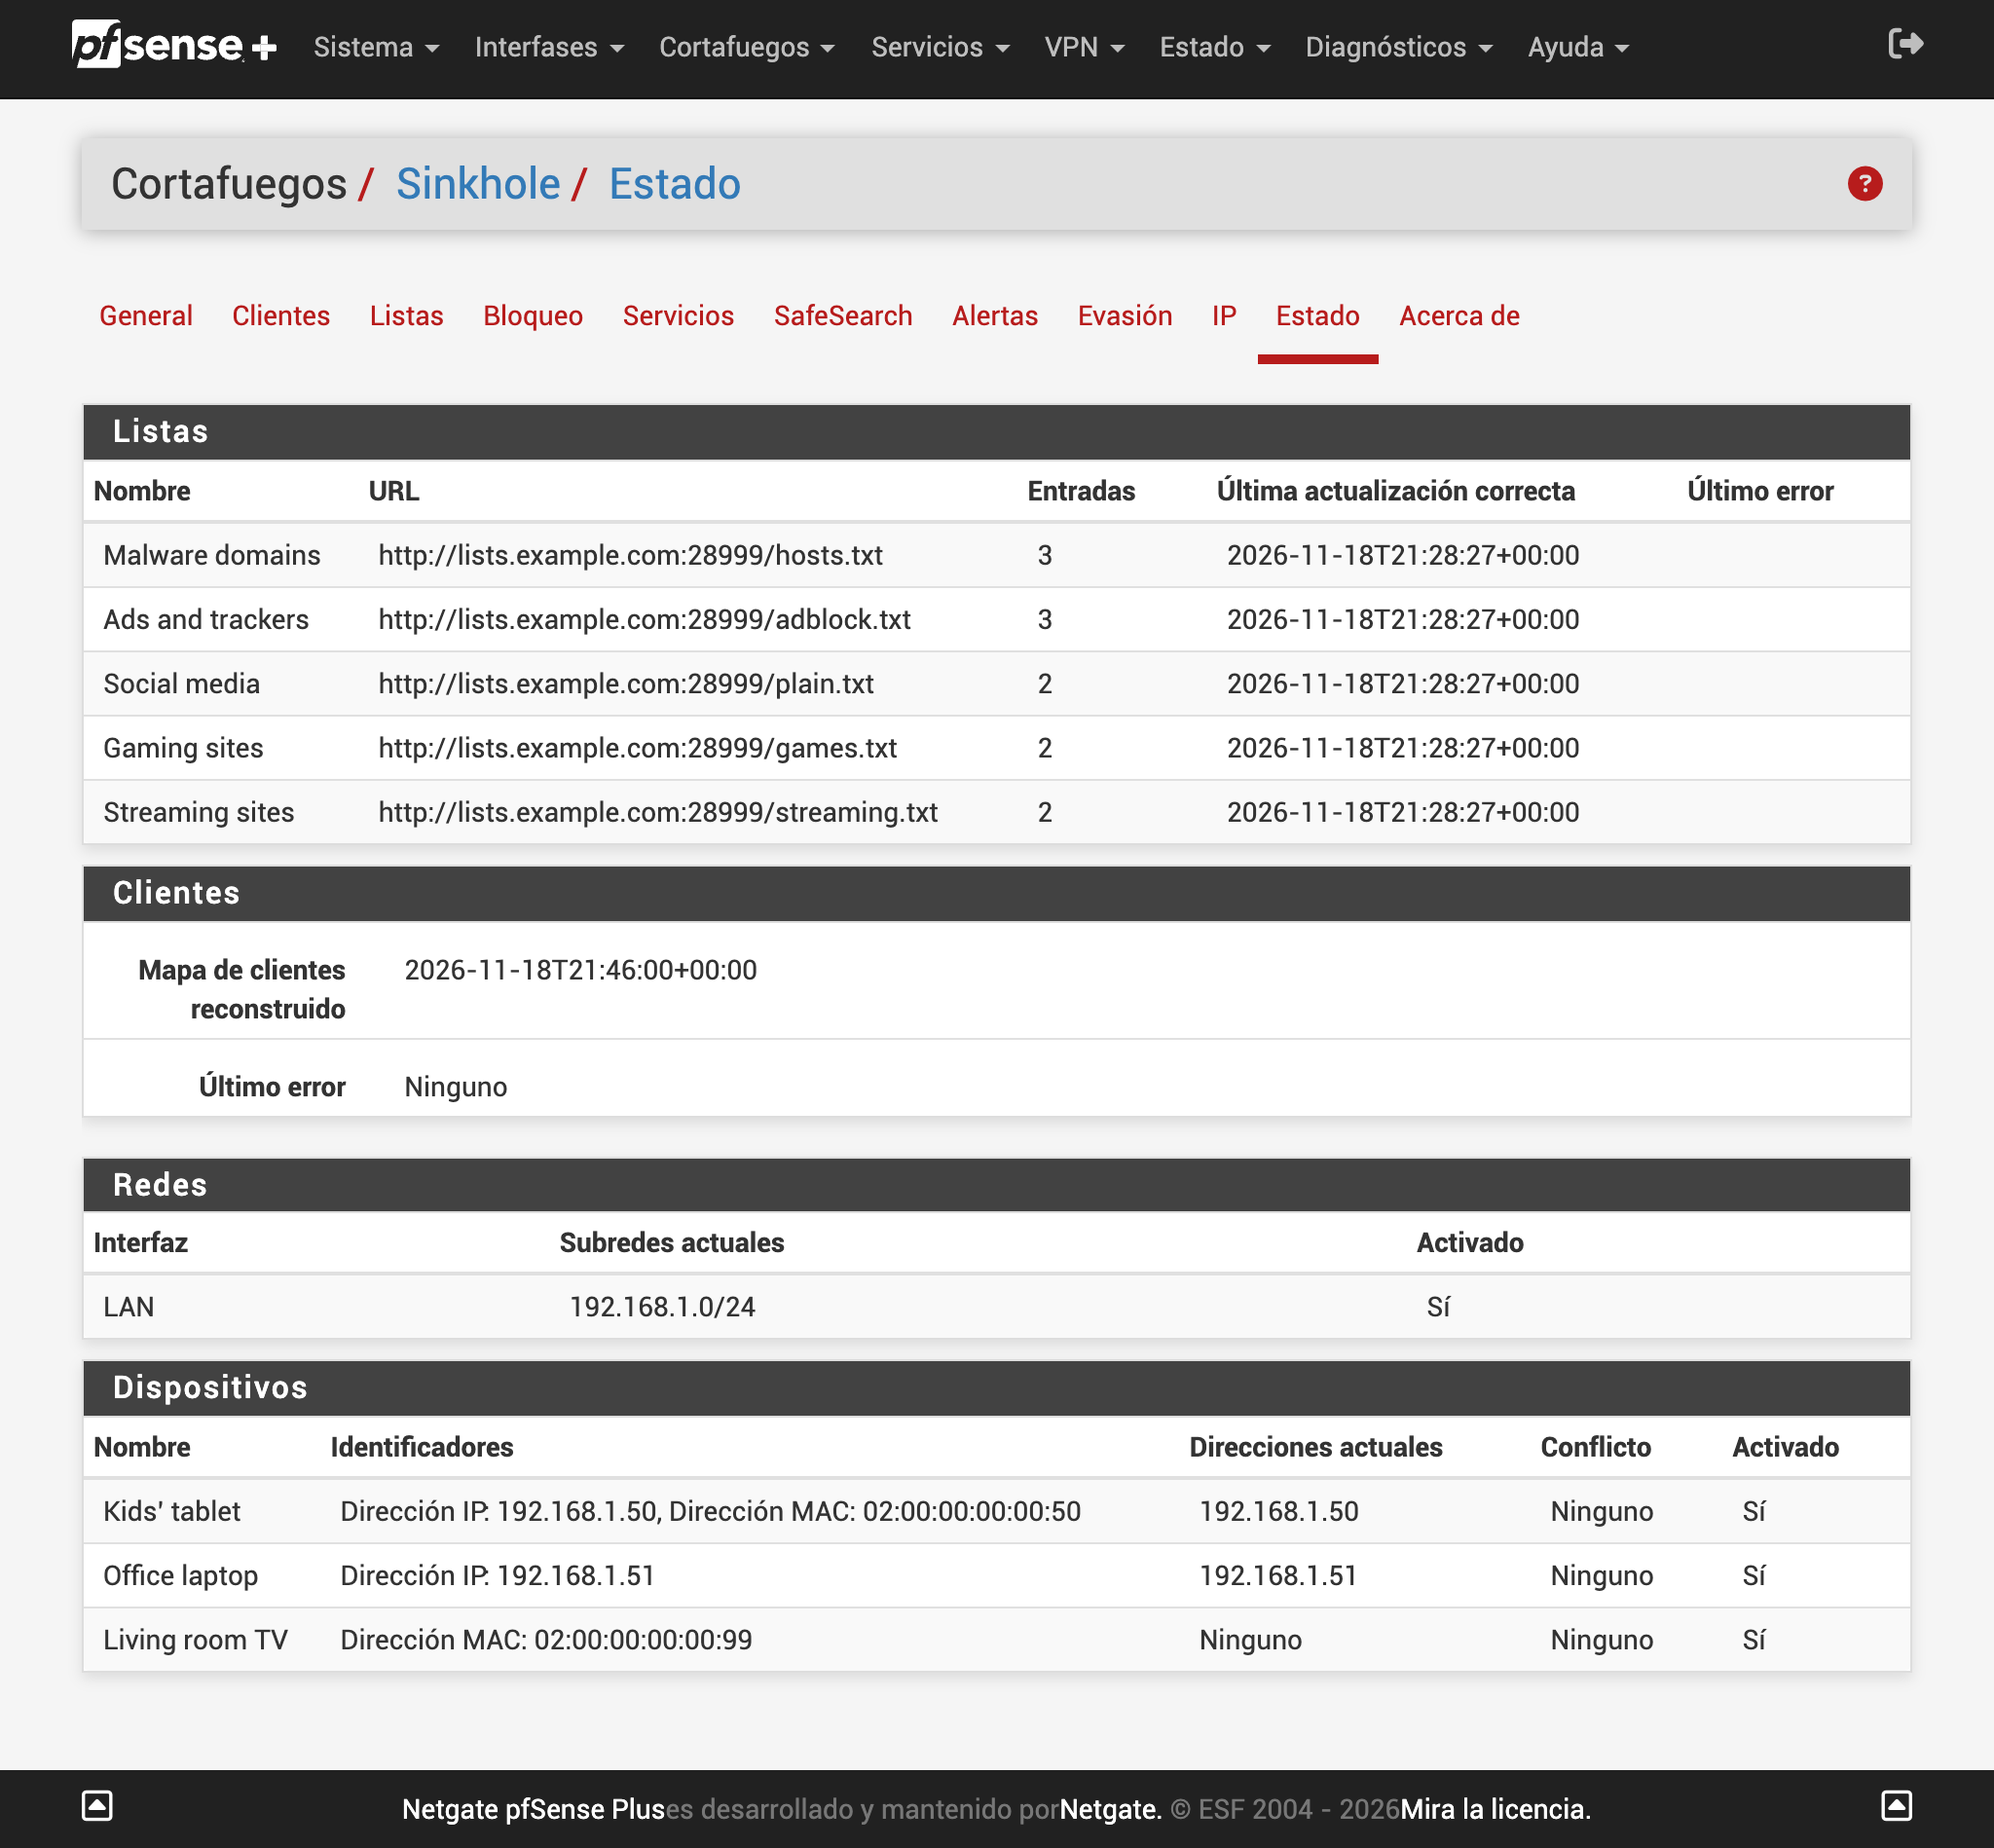 pfsense+ Sistema Interfases Cortafuegos Servicios VPN Estado Diagnósticos Ayuda
Cortafuegos / Sinkhole / Estado ?
General Clientes Listas Bloqueo Servicios SafeSearch Alertas Evasión IP Estado Acerca de
Listas
Nombre URL Entradas Última actualización correcta Último error
Malware domains http://lists.example.com:28999/hosts.txt 3 2026-11-18T21:28:27+00:00
Ads and trackers http://lists.example.com:28999/adblock.txt 3 2026-11-18T21:28:27+00:00
Social media http://lists.example.com:28999/plain.txt 2 2026-11-18T21:28:27+00:00
Gaming sites http://lists.example.com:28999/games.txt 2 2026-11-18T21:28:27+00:00
Streaming sites http://lists.example.com:28999/streaming.txt 2 2026-11-18T21:28:27+00:00
Clientes
Mapa de clientes 2026-11-18T21:46:00+00:00
reconstruido
Último error Ninguno
Redes
Interfaz Subredes actuales Activado
LAN 192.168.1.0/24 Sí
Dispositivos
Nombre Identificadores Direcciones actuales Conflicto Activado
Kids' tablet Dirección IP: 192.168.1.50, Dirección MAC: 02:00:00:00:00:50 192.168.1.50 Ninguno Sí
Office laptop Dirección IP: 192.168.1.51 192.168.1.51 Ninguno Sí
Living room TV Dirección MAC: 02:00:00:00:00:99 Ninguno Ninguno Sí
Netgate pfSense Pluses desarrollado y mantenido porNetgate. © ESF 2004 - 2026Mira la licencia.